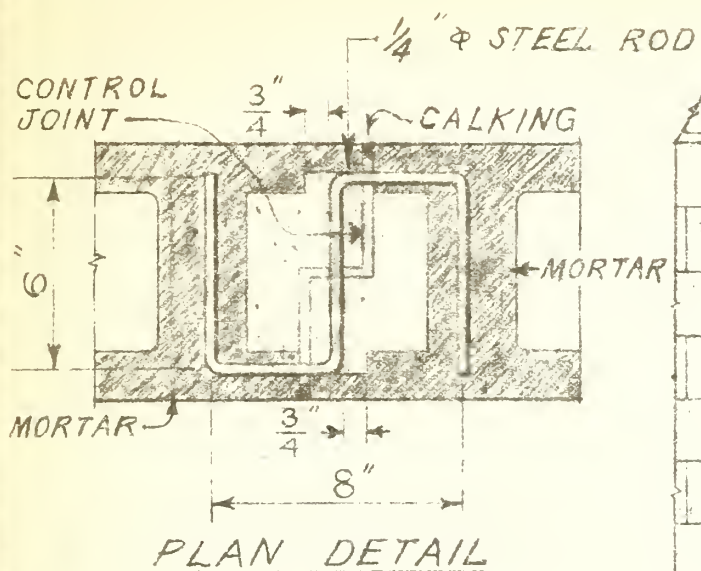 1/4" ⌀ STEEL ROD
CONTROL
JOINT
3/4"
CALKING
6"
MORTAR
MORTAR
3/4"
8"
PLAN DETAIL